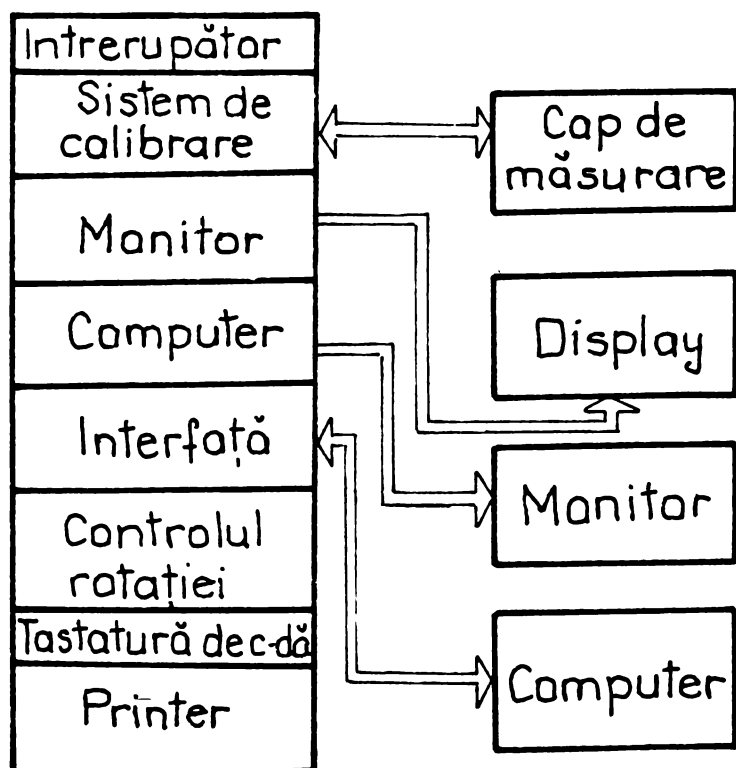 Intrerupător
Sistem de
calibrare
Monitor
Computer
Interfață
Controlul
rotației
Tastatură de c-dă
Printer
Cap de
măsurare
Display
Monitor
Computer